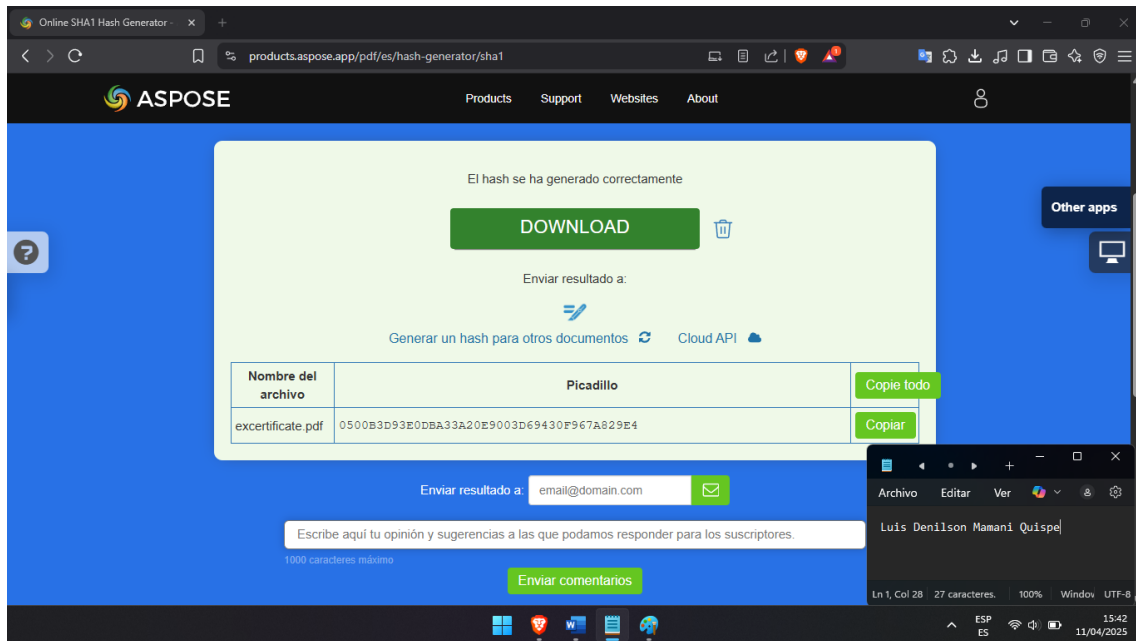 Online SHA1 Hash Generator -
products.aspose.app/pdf/es/hash-generator/sha1
ASPOSE
Products Support Websites About
El hash se ha generado correctamente
DOWNLOAD
Other apps
Enviar resultado a:
Generar un hash para otros documentos Cloud API
Nombre del archivo Picadillo Copie todo
excertificate.pdf 0500B3D93E0DBA33A20E9003D69430F967A829E4 Copiar
Enviar resultado a: email@domain.com
Escribe aquí tu opinión y sugerencias a las que podamos responder para los suscriptores.
1000 caracteres máximo
Enviar comentarios
Archivo Editar Ver
Luis Denilson Mamani Quispe
Ln 1, Col 28 27 caracteres. 100% Window UTF-8
ESP
ES
15:42
11/04/2025